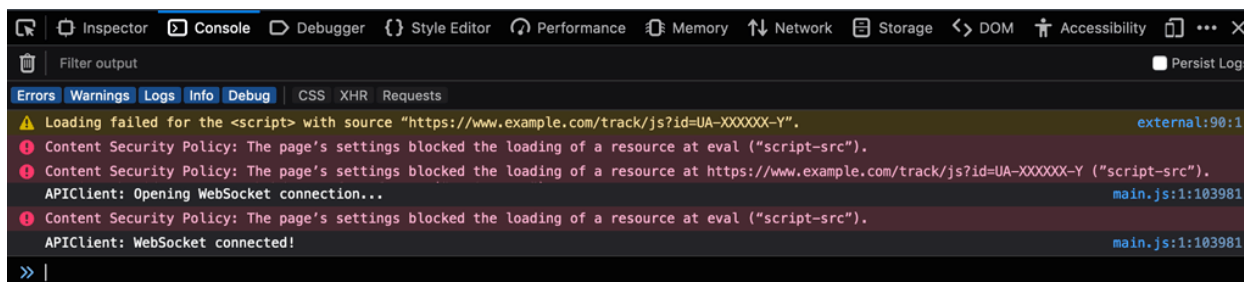 Inspector Console Debugger {} Style Editor Performance Memory Network Storage DOM Accessibility
Filter output Persist Logs
Errors Warnings Logs Info Debug CSS XHR Requests
Loading failed for the <script> with source “https://www.example.com/track/js?id=UA-XXXXXX-Y”. external:90:1
Content Security Policy: The page’s settings blocked the loading of a resource at eval (“script-src”).
Content Security Policy: The page’s settings blocked the loading of a resource at https://www.example.com/track/js?id=UA-XXXXXX-Y (”script-src”).
APIClient: Opening WebSocket connection... main.js:1:103981
Content Security Policy: The page’s settings blocked the loading of a resource at eval (“script-src”).
APIClient: WebSocket connected! main.js:1:103981